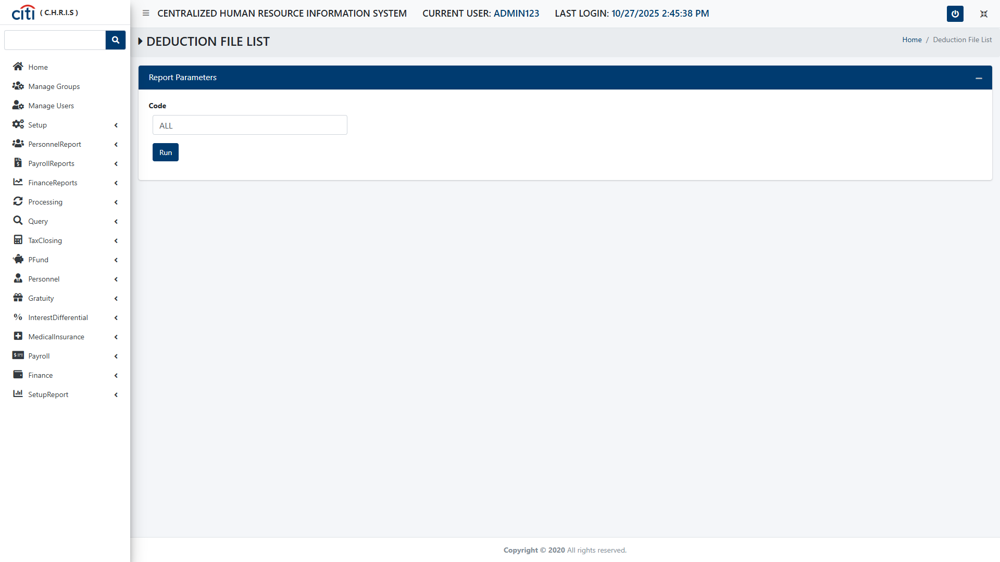 citi ( C.H.R.I.S )
CENTRALIZED HUMAN RESOURCE INFORMATION SYSTEM CURRENT USER: ADMIN123 LAST LOGIN: 10/27/2025 2:45:38 PM
DEDUCTION FILE LIST
Home / Deduction File List
Home
Manage Groups
Manage Users
Setup
PersonnelReport
PayrollReports
FinanceReports
Processing
Query
TaxClosing
PFund
Personnel
Gratuity
InterestDifferential
MedicalInsurance
Payroll
Finance
SetupReport
Report Parameters
Code
ALL
Run
Copyright © 2020 All rights reserved.